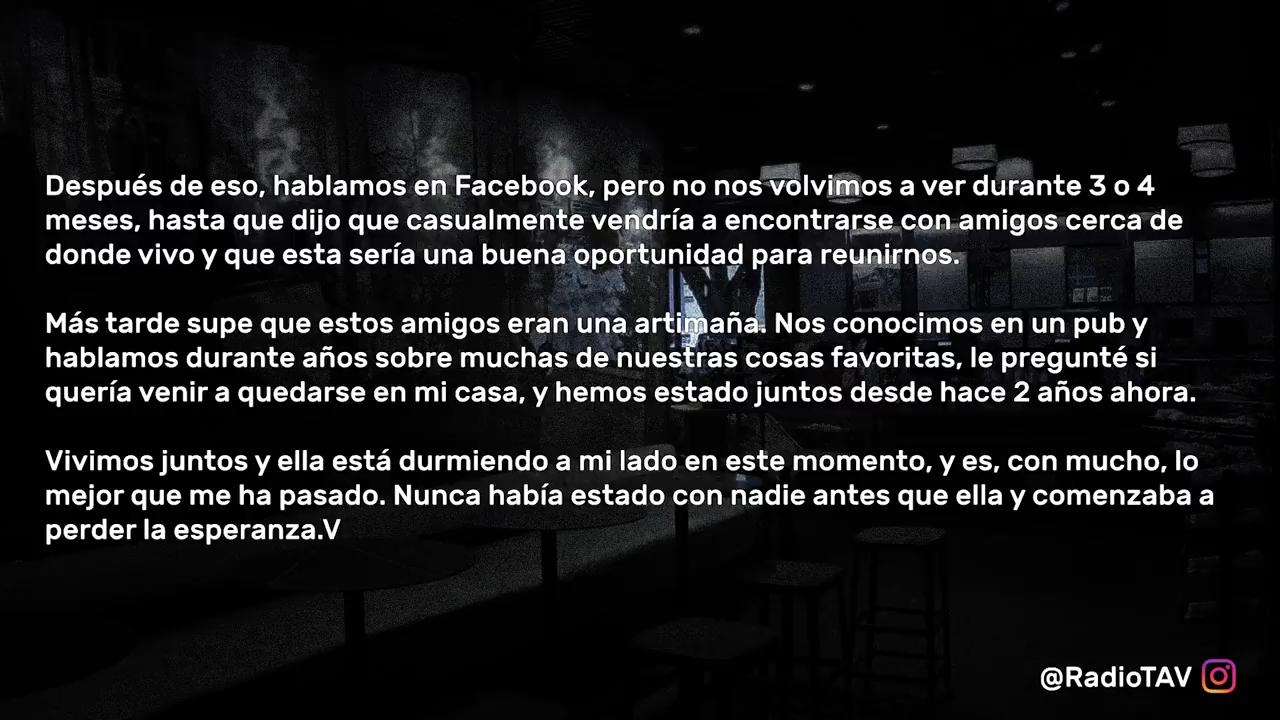 Después de eso, hablamos en Facebook, pero no nos volvimos a ver durante 3 o 4
meses, hasta que dijo que casualmente vendría a encontrarse con amigos cerca de
donde vivo y que esta sería una buena oportunidad para reunirnos.
Más tarde supe que estos amigos eran una artimaña. Nos conocimos en un pub y
hablamos durante años sobre muchas de nuestras cosas favoritas, le pregunté si
quería venir a quedarse en mi casa, y hemos estado juntos desde hace 2 años ahora.
Vivimos juntos y ella está durmiendo a mi lado en este momento, y es, con mucho, lo
mejor que me ha pasado. Nunca había estado con nadie antes que ella y comenzaba a
perder la esperanza.V
@RadioTAV